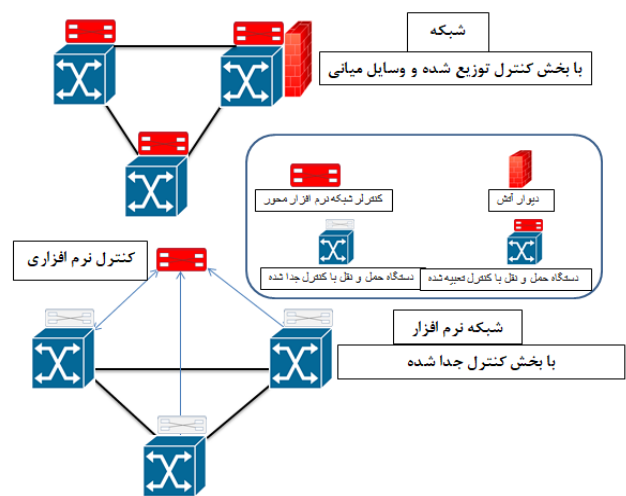 شبکه
با بخش کنترل توزیع شده و وسایل میانی
کنترلر شبکه نرم افزار محور
دیوار آتش
دستگاه حمل و نقل با کنترل جدا شده
دستگاه حمل و نقل با کنترل تعبیه شده
کنترل نرم افزاری
شبکه نرم افزار
با بخش کنترل جدا شده